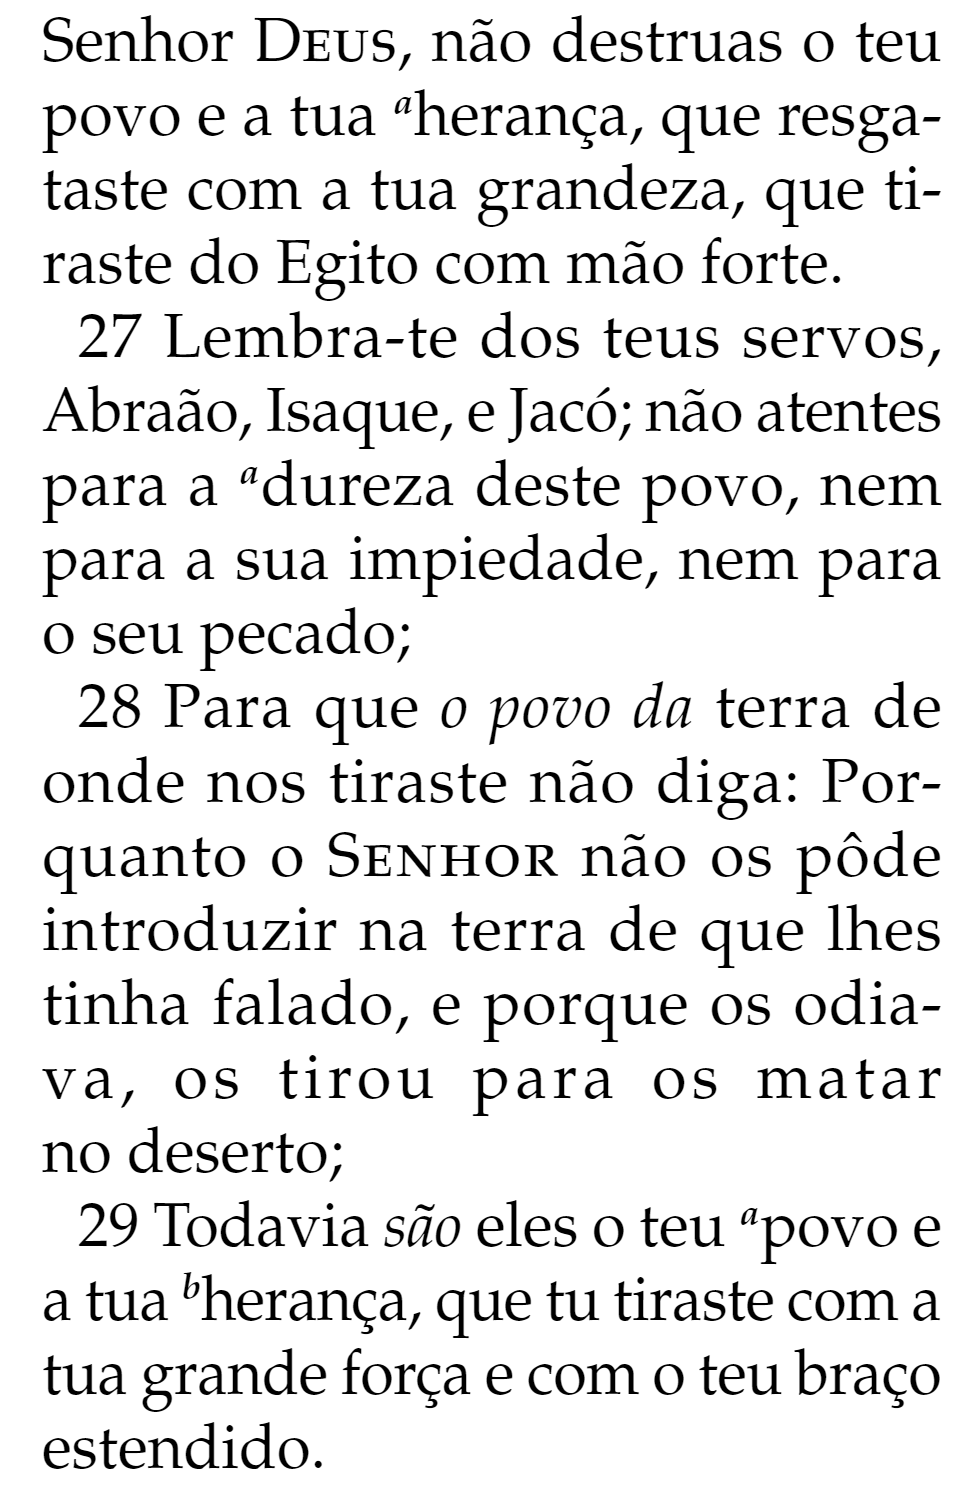 Senhor DEUS, não destruas o teu
povo e a tua aherança, que resga-
taste com a tua grandeza, que ti-
raste do Egito com mão forte.
27 Lembra-te dos teus servos,
Abraão, Isaque, e Jacó; não atentes
para a adureza deste povo, nem
para a sua impiedade, nem para
o seu pecado;
28 Para que o povo da terra de
onde nos tiraste não diga: Por-
quanto o SENHOR não os pôde
introduzir na terra de que lhes
tinha falado, e porque os odia-
va, os tirou para os matar
no deserto;
29 Todavia são eles o teu apovo e
a tua bherança, que tu tiraste com a
tua grande força e com o teu braço
estendido.